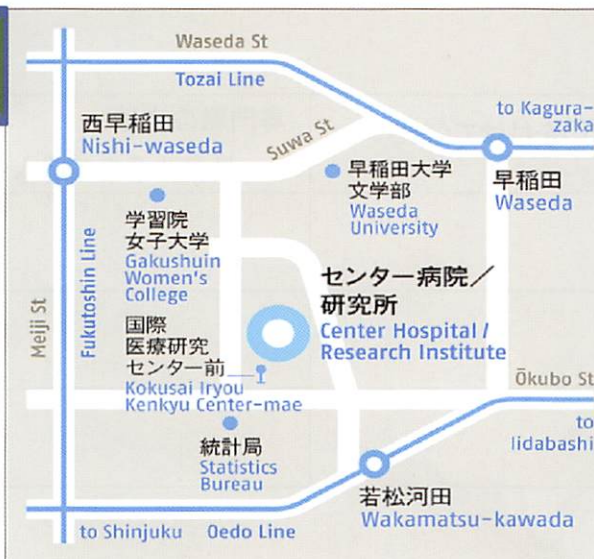 Waseda St
Tozai Line
to Kagura-
zaka
西早稲田
Nishi-waseda
Suwa St
早稲田大学
文学部
Waseda
University
早稲田
Waseda
学習院
女子大学
Gakushuin
Women's
College
Meiji St
Fukutoshin Line
センター病院／
研究所
Center Hospital /
Research Institute
国際
医療研究
センター前
Kokusai Iryou
Kenkyu Center-mae
Ōkubo St
to
Iidabashi
統計局
Statistics
Bureau
若松河田
Wakamatsu-kawada
to Shinjuku
Oedo Line